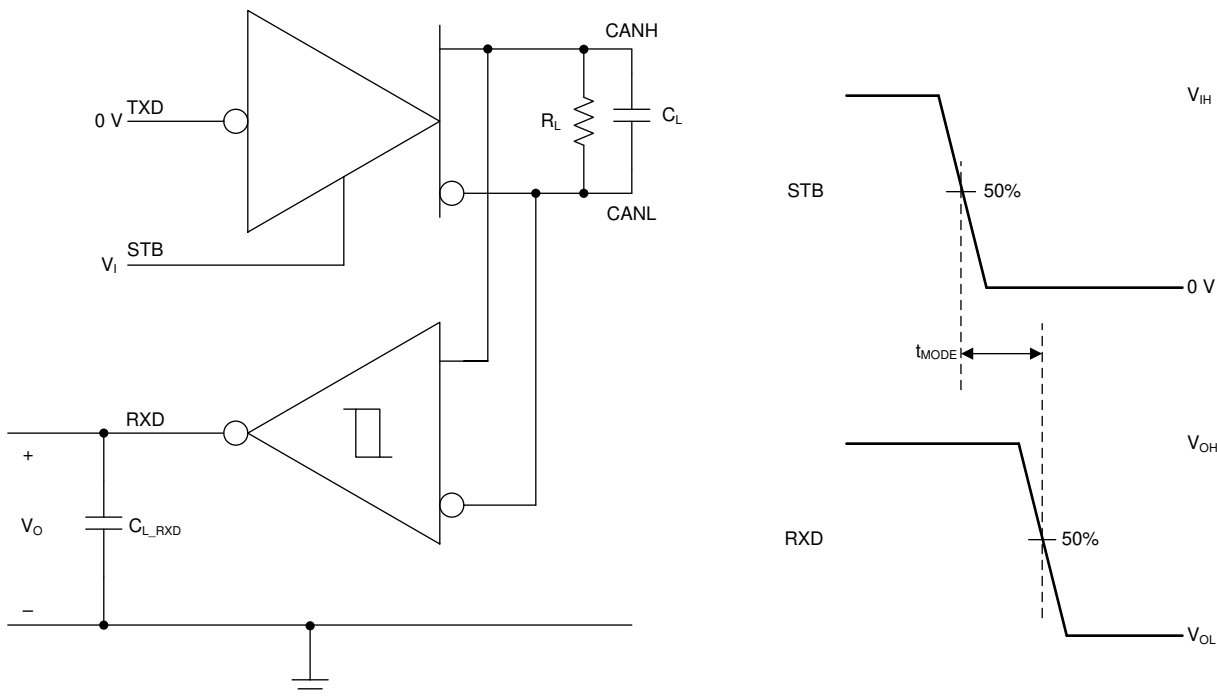 CANH
TXD
0 V
R_L
C_L
CANL
STB
V_I
RXD
+
V_O
C_L_RXD
–
V_IH
STB
50%
0 V
t_MODE
V_OH
RXD
50%
V_OL